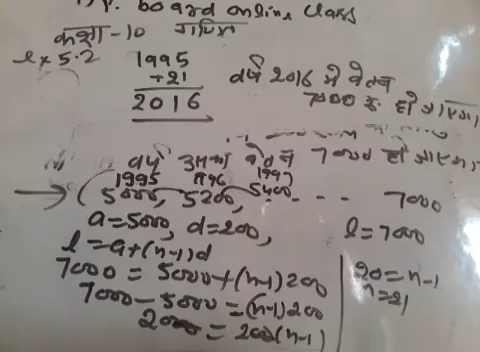 board online class
कक्षा-10 गणित
Ex 5.2
1995
+21
2016
वर्ष 2016 में वेतन
7000 रु. हो जाएगा
वर्ष उसका वेतन 7000 हो जाएगा
1995 1996 1997
(5000, 5200, 5400, . . . . . 7000
a=5000, d=200, l=7000
l=a+(n-1)d
7000 = 5000+(n-1)200
7000-5000=(n-1)200
2000 = 200(n-1)
20=n-1
n=21